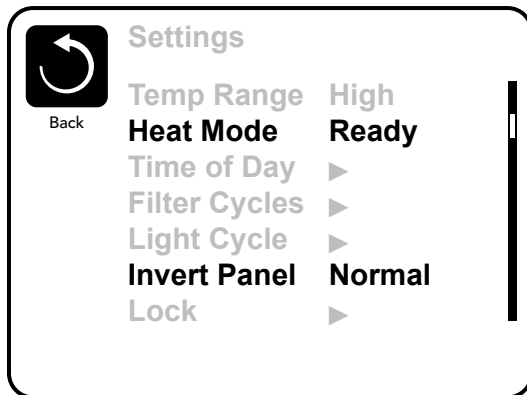 Settings
Back
Temp Range High
Heat Mode Ready
Time of Day ▶
Filter Cycles ▶
Light Cycle ▶
Invert Panel Normal
Lock ▶